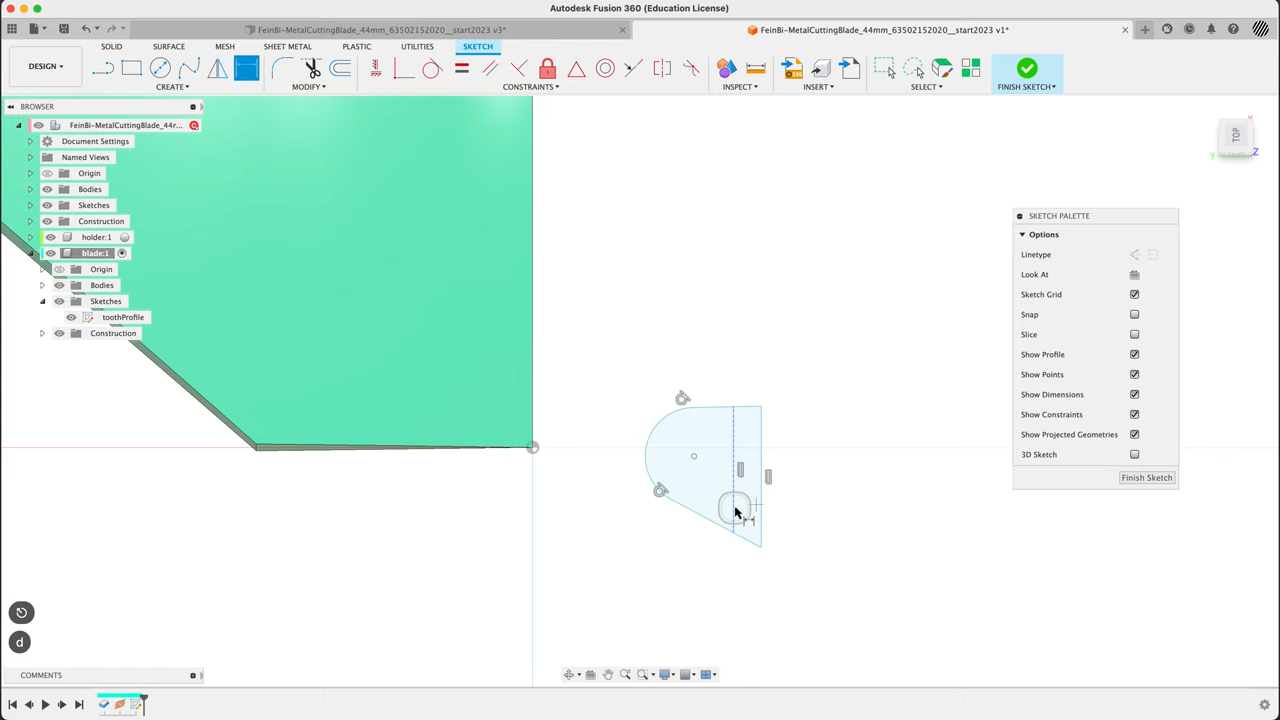 Autodesk Fusion 360 (Education License)
FeinBi-MetalCuttingBlade_44mm_63502152020__start2023 v3*
FeinBi-MetalCuttingBlade_44mm_63502152020__start2023 v1*
SOLID SURFACE MESH SHEET METAL PLASTIC UTILITIES SKETCH
DESIGN
CREATE MODIFY CONSTRAINTS INSPECT INSERT SELECT FINISH SKETCH
BROWSER
FeinBi-MetalCuttingBlade_44r...
Document Settings
Named Views
Origin
Bodies
Sketches
Construction
holder:1
blade:1
Origin
Bodies
Sketches
toothProfile
Construction
TOP
Y
Z
SKETCH PALETTE
Options
Linetype
Look At
Sketch Grid
Snap
Slice
Show Profile
Show Points
Show Dimensions
Show Constraints
Show Projected Geometries
3D Sketch
Finish Sketch
d
COMMENTS